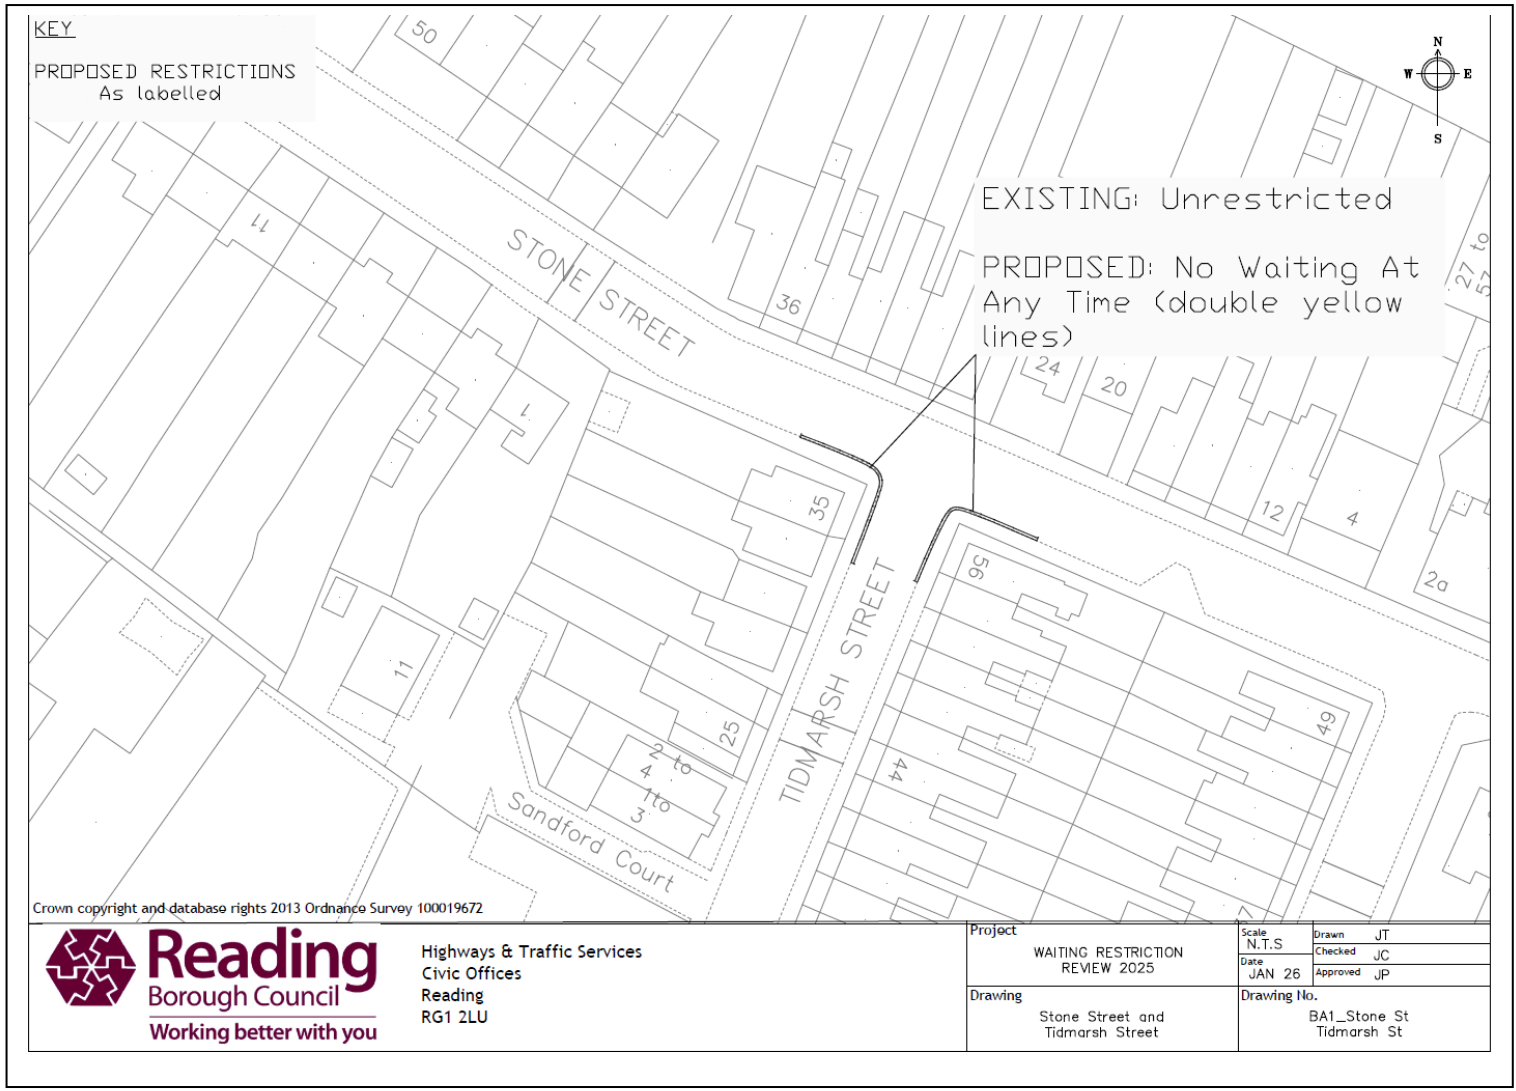 KEY
PROPOSED RESTRICTIONS
As labelled
50
N
W E
S
EXISTING: Unrestricted
PROPOSED: No Waiting At
Any Time (double yellow
lines)
11
STONE STREET
36
27 to
57
24
20
1
35
12
4
2a
56
11
TIDMARSH STREET
25
49
44
2 to
4
1to
3
Sandford Court
Crown copyright and database rights 2013 Ordnance Survey 100019672
Reading
Borough Council
Working better with you
Highways & Traffic Services
Civic Offices
Reading
RG1 2LU
Project
WAITING RESTRICTION
REVIEW 2025
Drawing
Stone Street and
Tidmarsh Street
Scale
N.T.S
Date
JAN 26
Drawn JT
Checked JC
Approved JP
Drawing No.
BA1_Stone St
Tidmarsh St